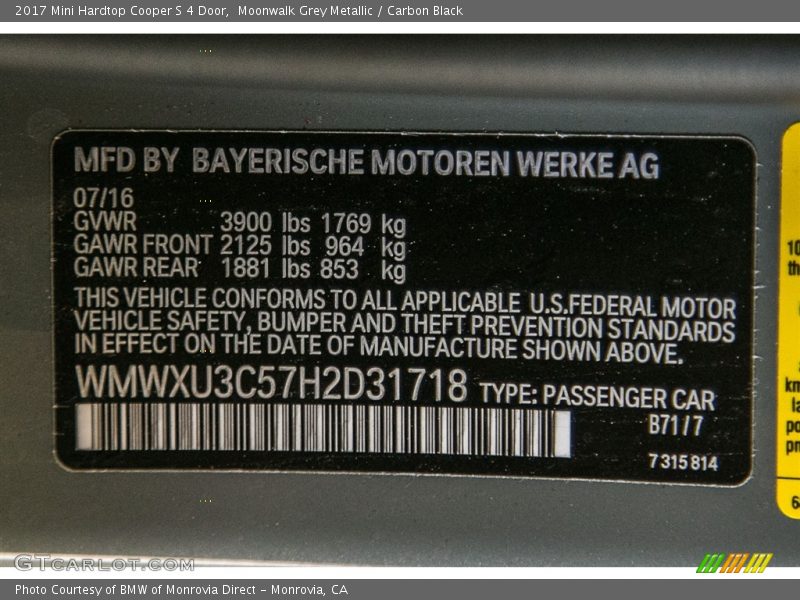 2017 Mini Hardtop Cooper S 4 Door,  Moonwalk Grey Metallic / Carbon Black
MFD BY BAYERISCHE MOTOREN WERKE AG
07/16
GVWR 3900 lbs 1769 kg
GAWR FRONT 2125 lbs 964 kg
GAWR REAR 1881 lbs 853 kg
THIS VEHICLE CONFORMS TO ALL APPLICABLE U.S.FEDERAL MOTOR
VEHICLE SAFETY, BUMPER AND THEFT PREVENTION STANDARDS
IN EFFECT ON THE DATE OF MANUFACTURE SHOWN ABOVE.
WMWXU3C57H2D31718 TYPE: PASSENGER CAR
B71/7
7315814
GTcarlot.com
Photo Courtesy of BMW of Monrovia Direct - Monrovia, CA